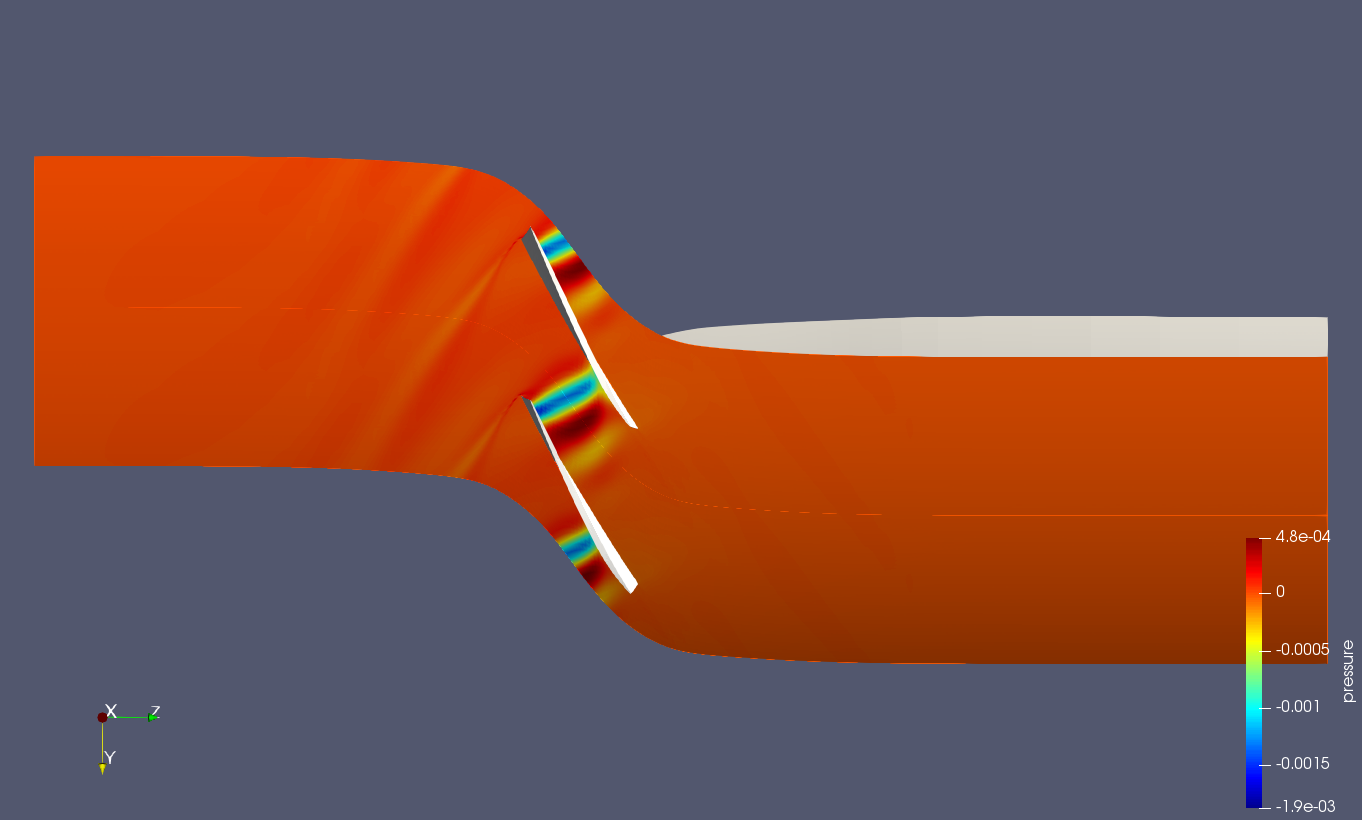 4.8e-04
0
-0.0005
-0.001
-0.0015
-1.9e-03
pressure
X
Z
Y